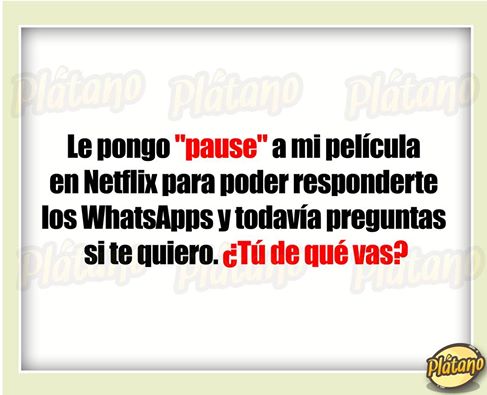 Plátano Plátano Plátano
Le pongo "pause" a mi película
en Netflix para poder responderte
los WhatsApps y todavía preguntas
si te quiero. ¿Tú de qué vas?
Plátano Plátano Plátano
Plátano